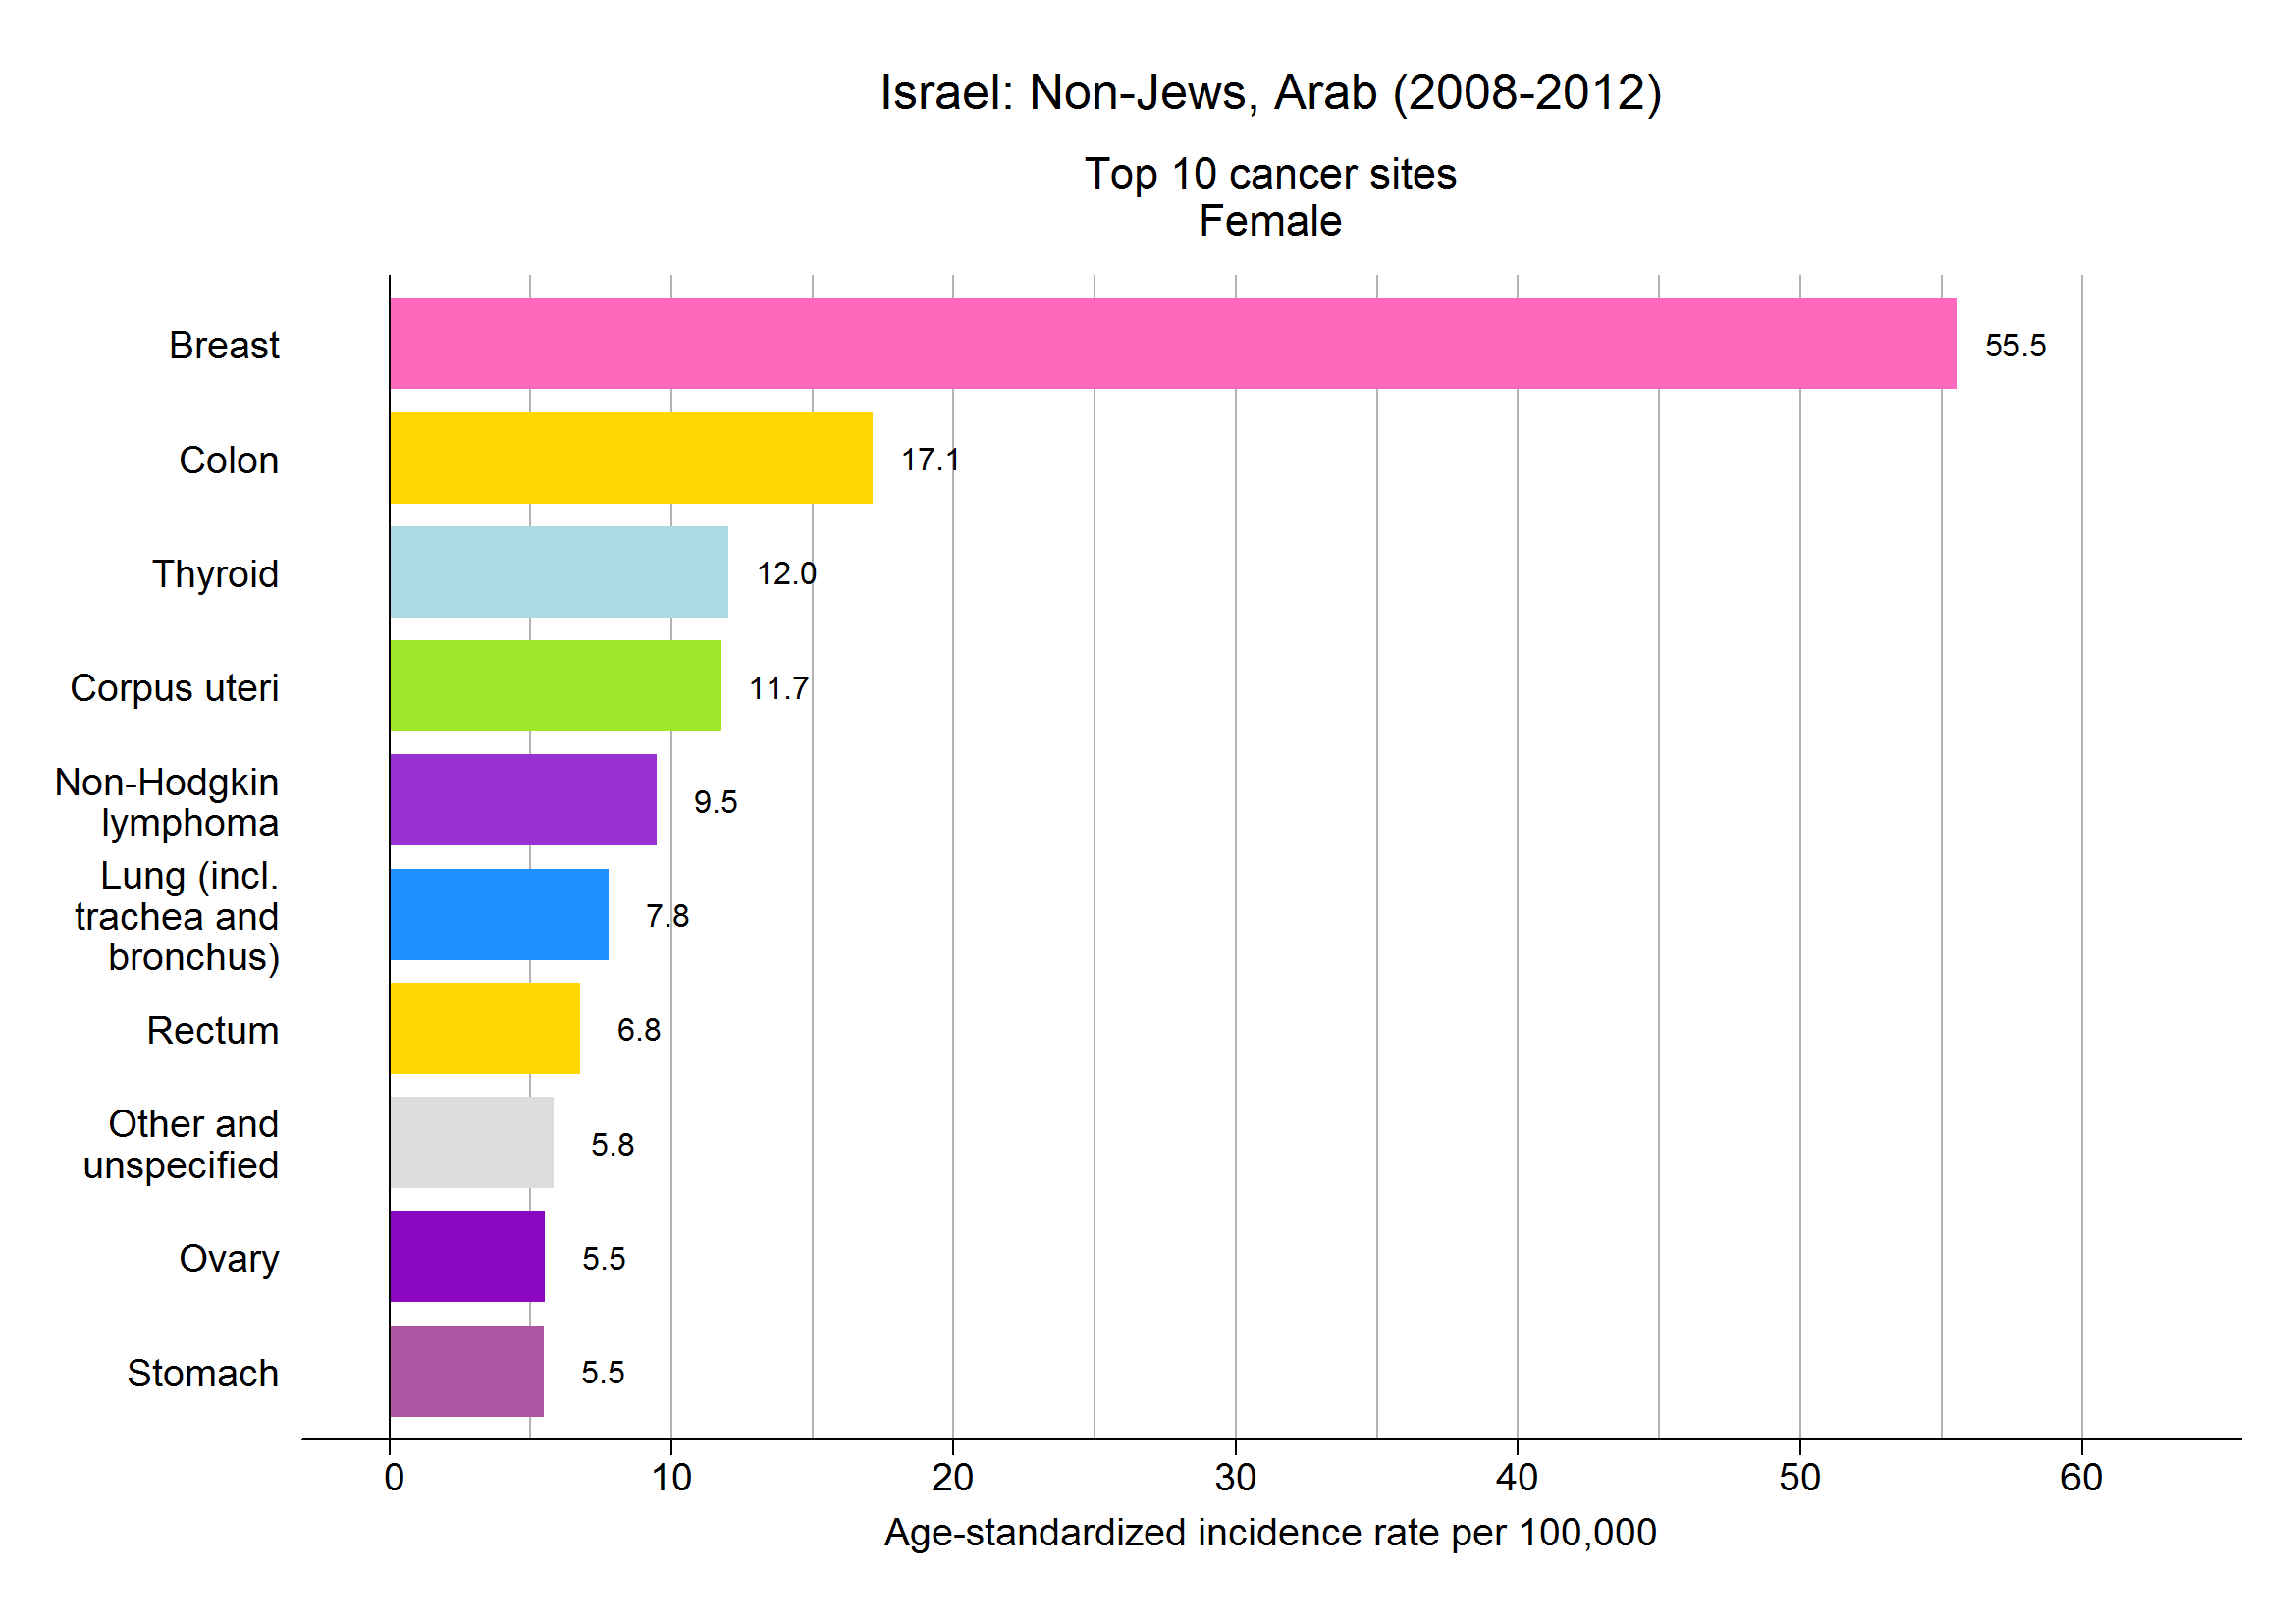 Israel: Non-Jews, Arab (2008-2012)
Top 10 cancer sites
Female
Breast
55.5
Colon
17.1
Thyroid
12.0
Corpus uteri
11.7
Non-Hodgkin
lymphoma
9.5
Lung (incl.
trachea and
bronchus)
7.8
Rectum
6.8
Other and
unspecified
5.8
Ovary
5.5
Stomach
5.5
0 10 20 30 40 50 60
Age-standardized incidence rate per 100,000